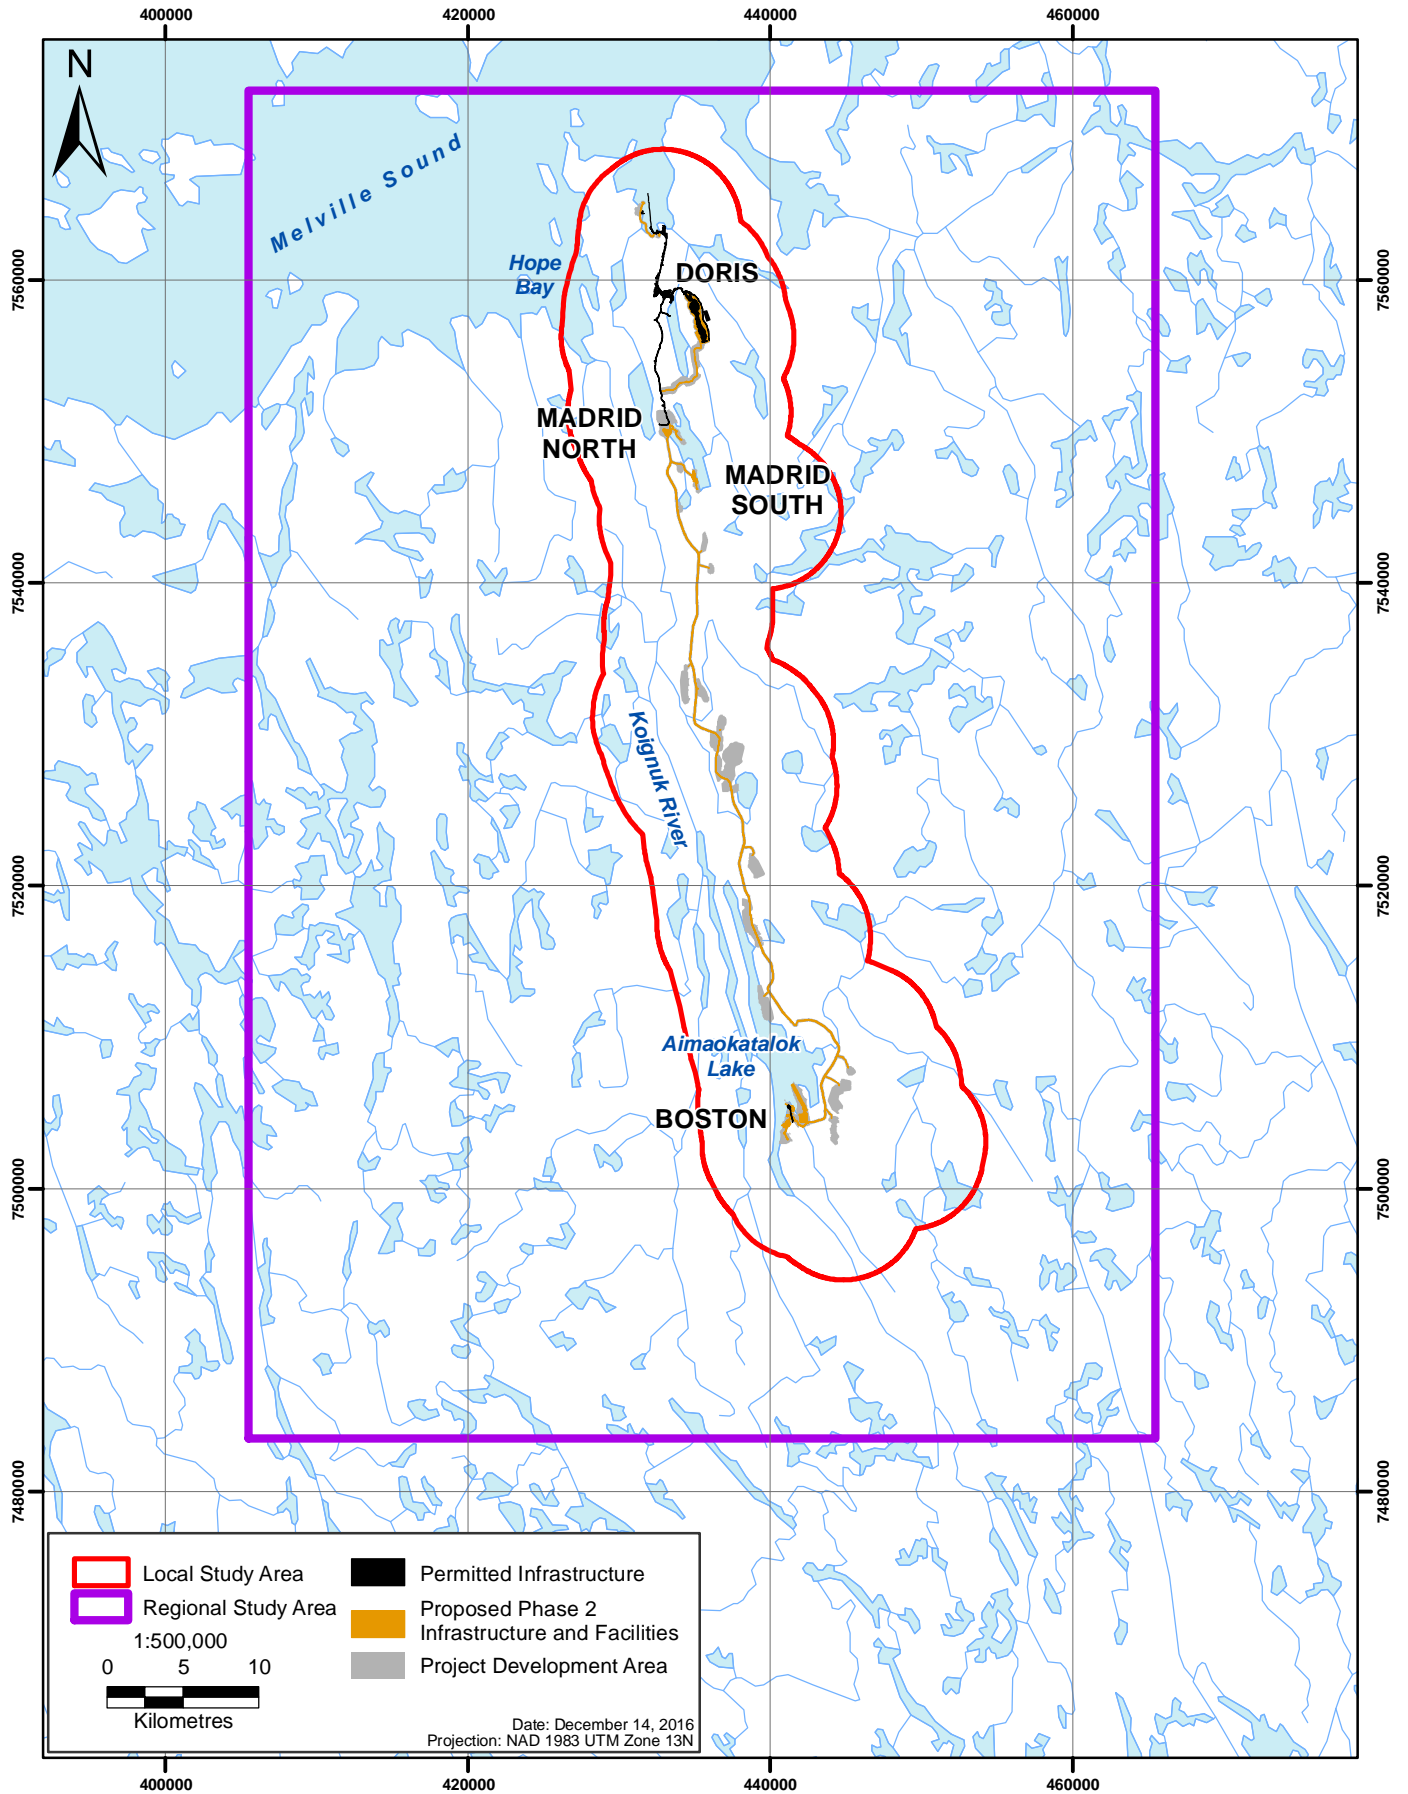 400000
420000
440000
460000
N
Melville Sound
Hope
Bay
DORIS
7560000
7560000
MADRID
NORTH
MADRID
SOUTH
7540000
7540000
Koignuk River
7520000
7520000
Aimaokatalok
Lake
BOSTON
7500000
7500000
7480000
7480000
Local Study Area
Regional Study Area
1:500,000
0 5 10
Kilometres
Permitted Infrastructure
Proposed Phase 2
Infrastructure and Facilities
Project Development Area
Date: December 14, 2016
Projection: NAD 1983 UTM Zone 13N
400000
420000
440000
460000